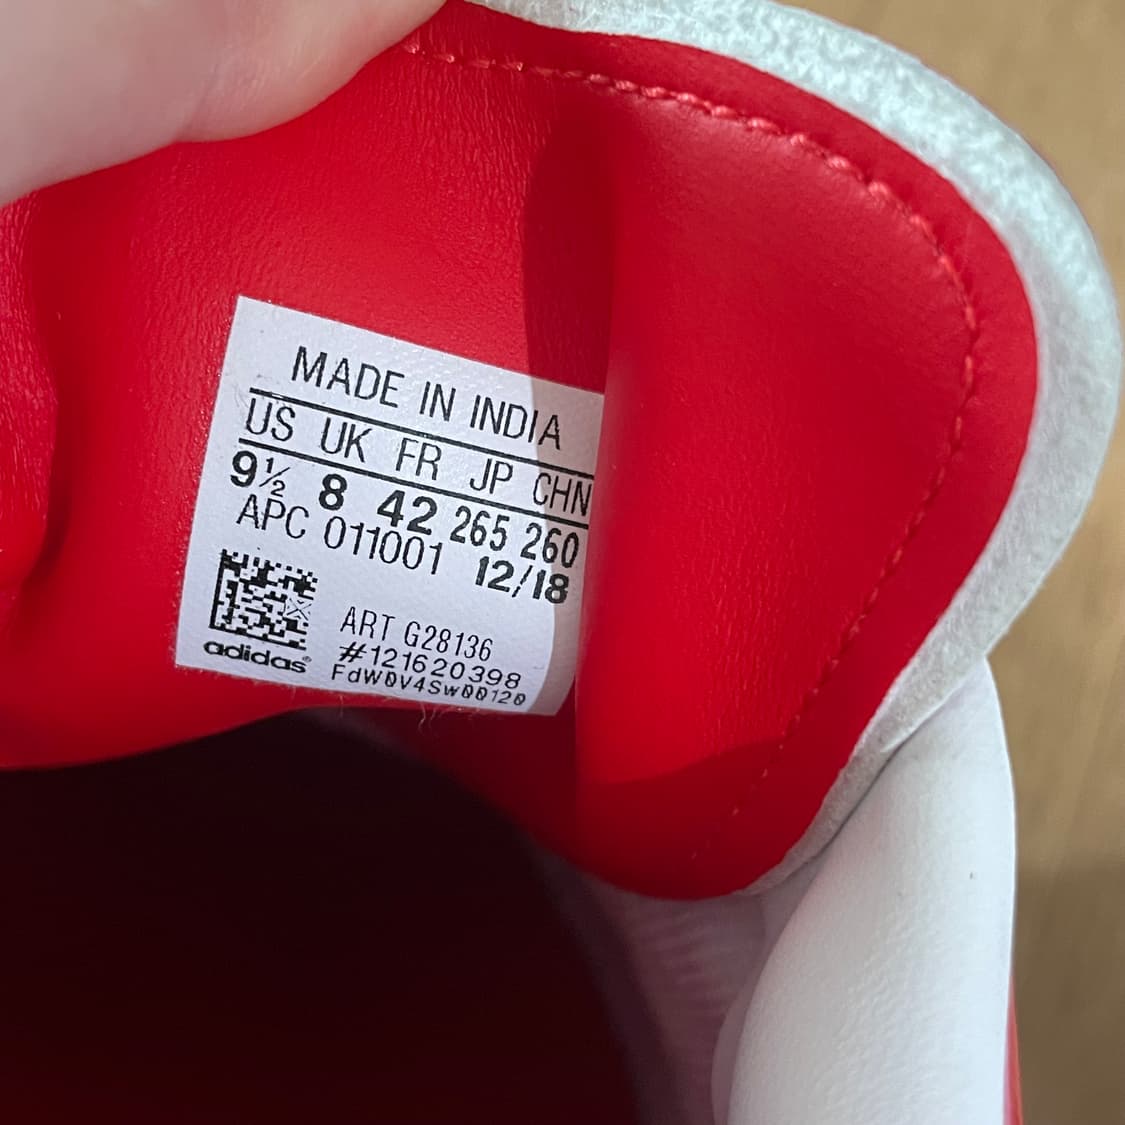 MADE IN INDIA
US UK FR JP CHN
9½ 8 42 265 260
APC 011001 12/18
ART G28136
#121620398
FdW0V4Sw00120
adidas®